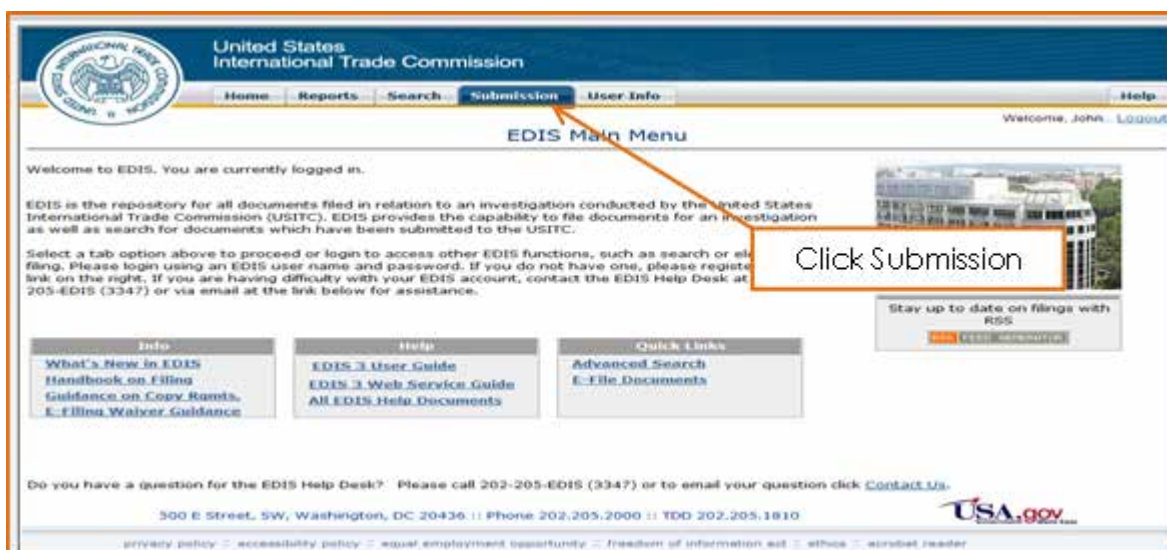 United States
International Trade Commission
Home Reports Search Submission User Info Help
Welcome, John Logout
EDIS Main Menu
Welcome to EDIS. You are currently logged in.
EDIS is the repository for all documents filed in relation to an investigation conducted by the United States
International Trade Commission (USITC). EDIS provides the capability to file documents for an investigation
as well as search for documents which have been submitted to the USITC.
Select a tab option above to proceed or login to access other EDIS functions, such as search or
filing. Please login using an EDIS user name and password. If you do not have one, please register
link on the right. If you are having difficulty with your EDIS account, contact the EDIS Help Desk at
205-EDIS (3347) or via email at the link below for assistance.
Click Submission
Stay up to date on filings with
RSS
RSS FEED GENERATOR
Info
What's New in EDIS
Handbook on Filing
Guidance on Copy Rqmts.
E-Filing Waiver Guidance
Help
EDIS 3 User Guide
EDIS 3 Web Service Guide
All EDIS Help Documents
Quick Links
Advanced Search
E-File Documents
Do you have a question for the EDIS Help Desk? Please call 202-205-EDIS (3347) or to email your question click Contact Us.
500 E Street, SW, Washington, DC 20436 :: Phone 202.205.2000 :: TDD 202.205.1810
USA.gov
privacy policy :: accessibility policy :: equal employment opportunity :: freedom of information act :: ethics :: acrobat reader